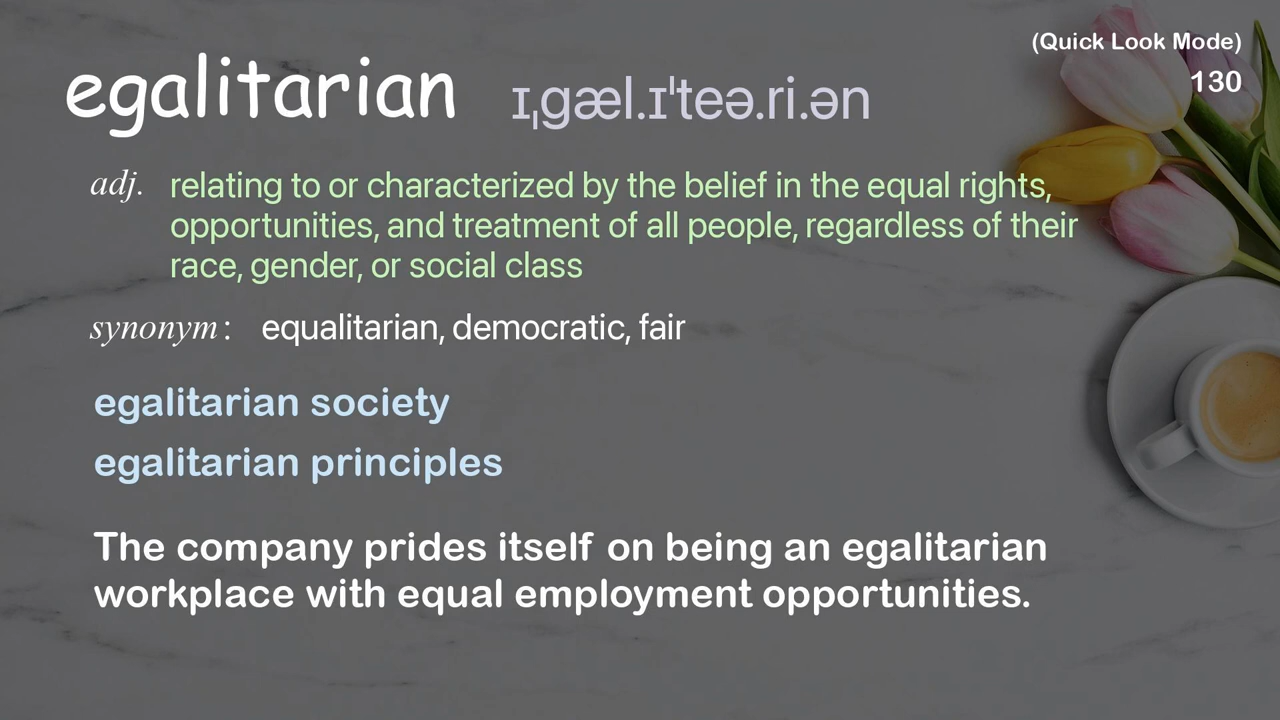 (Quick Look Mode)
130
egalitarian ɪˌɡæl.ɪˈteə.ri.ən
adj. relating to or characterized by the belief in the equal rights,
opportunities, and treatment of all people, regardless of their
race, gender, or social class
synonym: equalitarian, democratic, fair
egalitarian society
egalitarian principles
The company prides itself on being an egalitarian
workplace with equal employment opportunities.